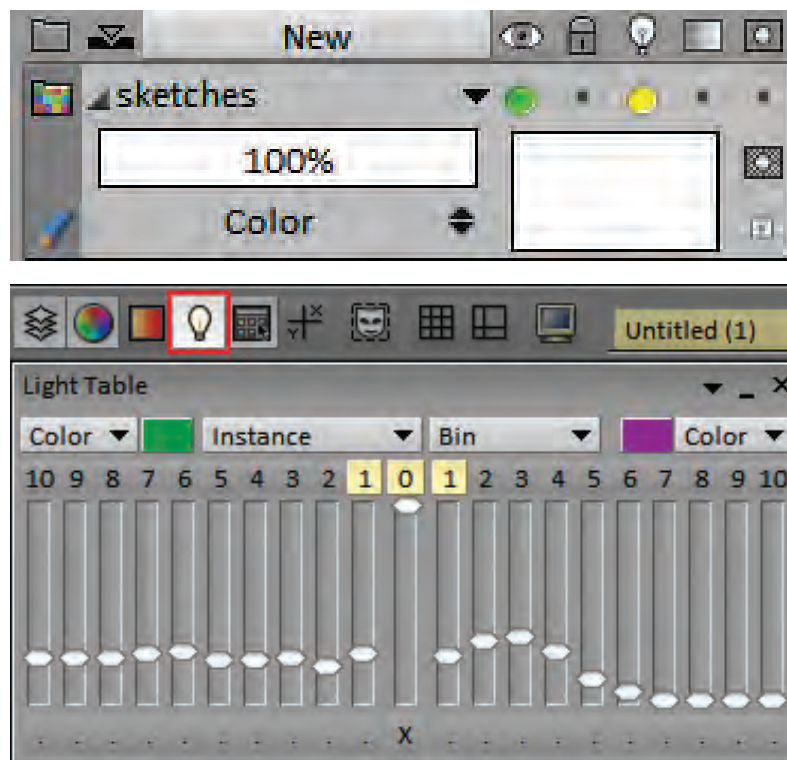 New
sketches
100%
Color
Untitled (1)
Light Table
Color Instance Bin Color
10 9 8 7 6 5 4 3 2 1 0 1 2 3 4 5 6 7 8 9 10
X